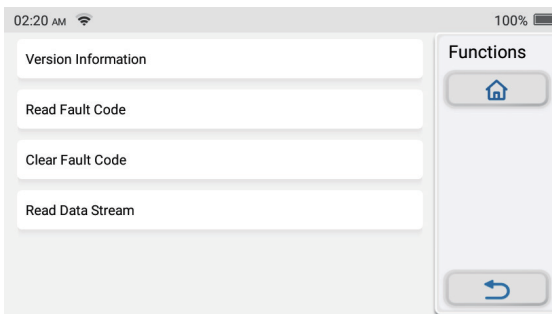 02:20 AM
100%
Version Information
Read Fault Code
Clear Fault Code
Read Data Stream
Functions